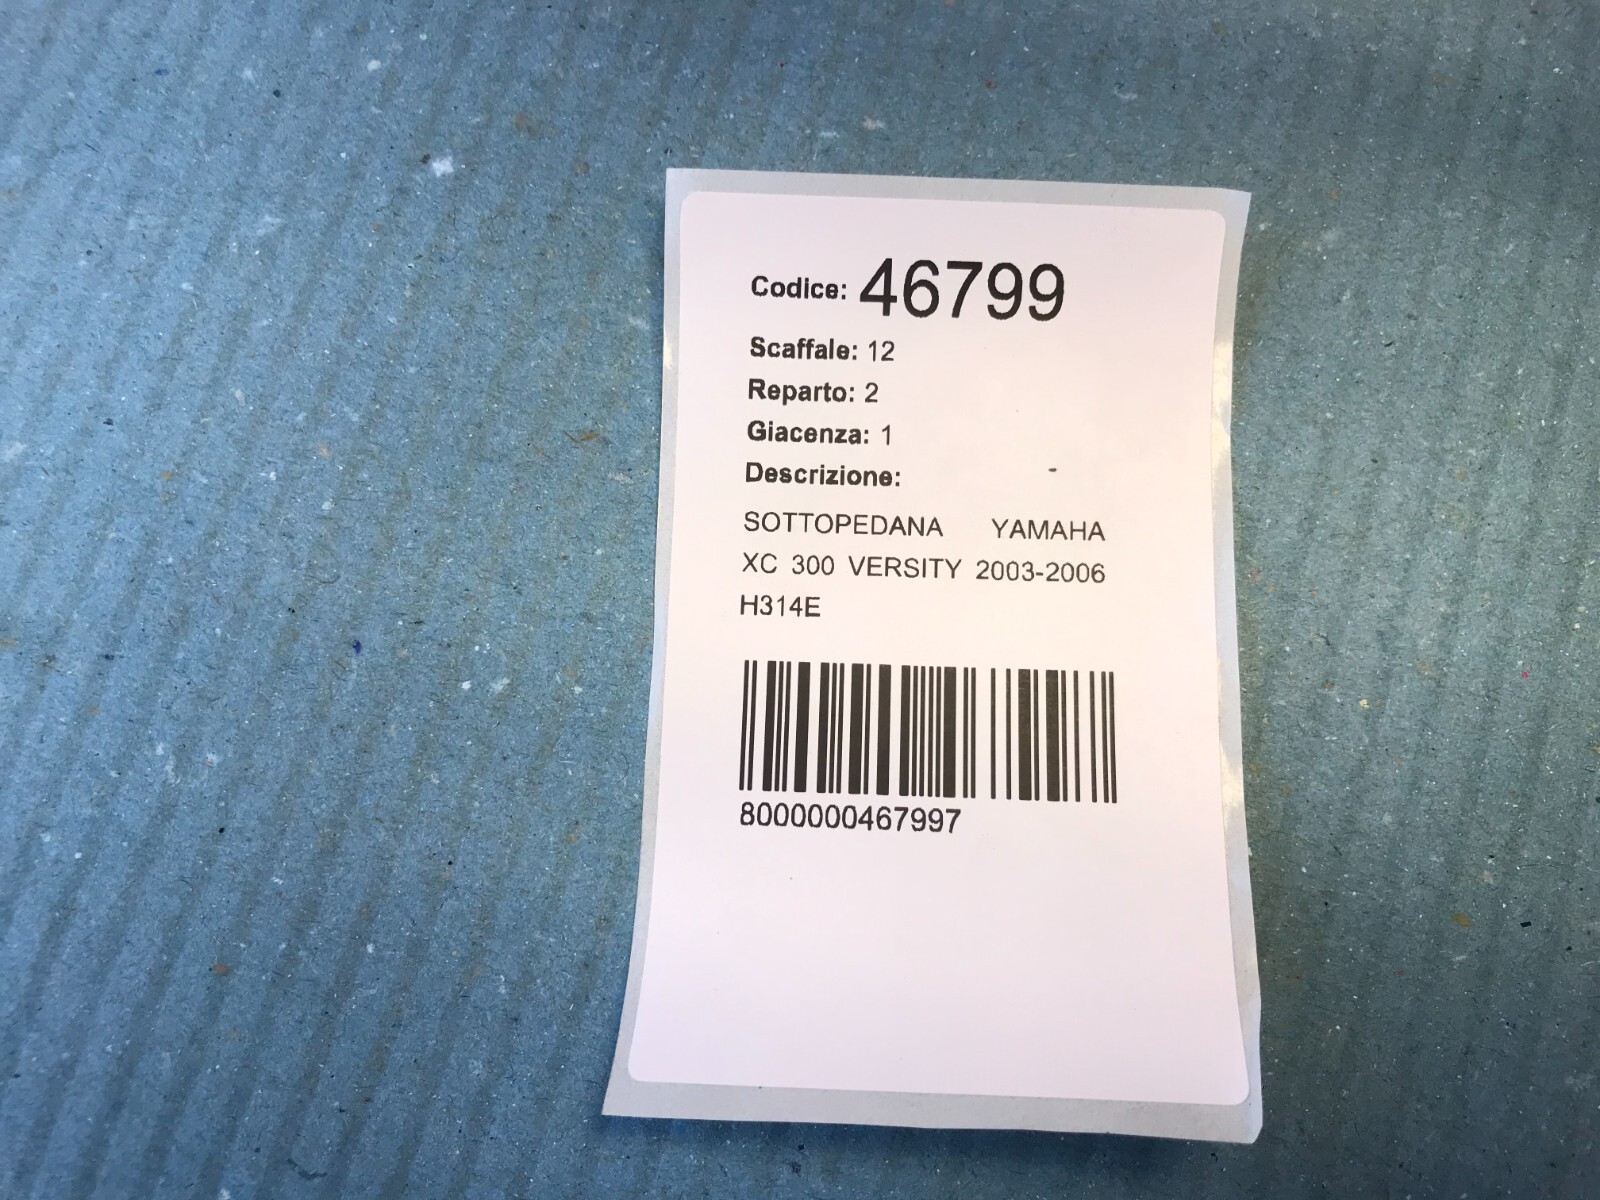 Codice: 46799
Scaffale: 12
Reparto: 2
Giacenza: 1
Descrizione:
SOTTOPEDANA YAMAHA
XC 300 VERSITY 2003-2006
H314E
8000000467997